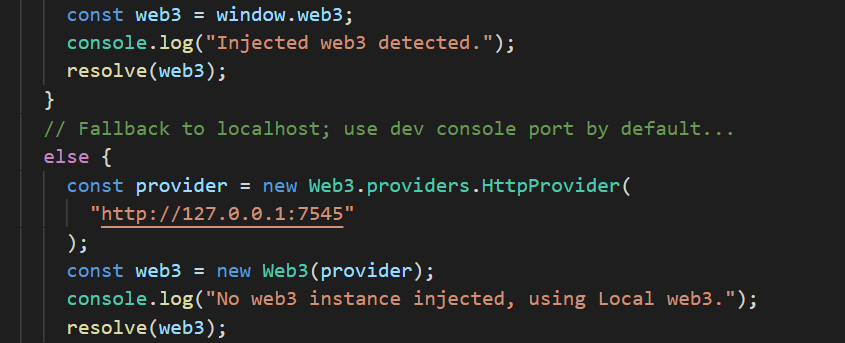 const web3 = window.web3;
console.log("Injected web3 detected.");
resolve(web3);
}
// Fallback to localhost; use dev console port by default...
else {
const provider = new Web3.providers.HttpProvider(
"http://127.0.0.1:7545"
);
const web3 = new Web3(provider);
console.log("No web3 instance injected, using Local web3.");
resolve(web3);